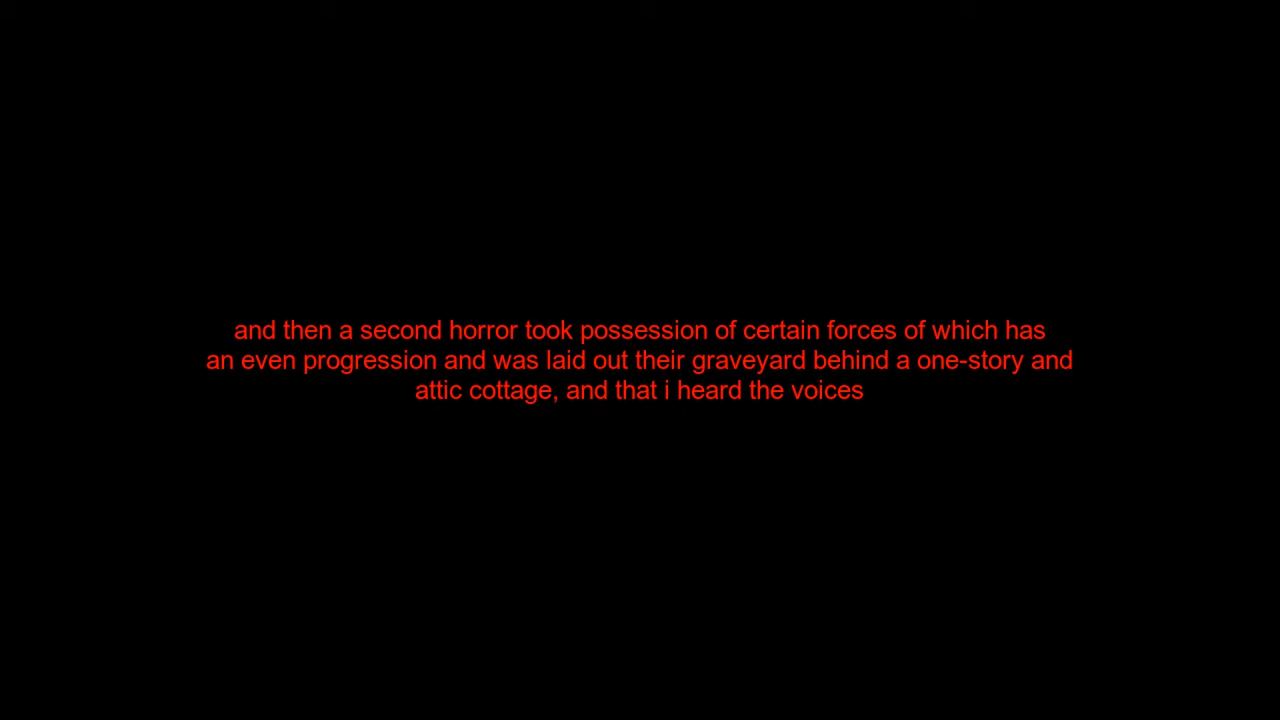 and then a second horror took possession of certain forces of which has
an even progression and was laid out their graveyard behind a one-story and
attic cottage, and that i heard the voices